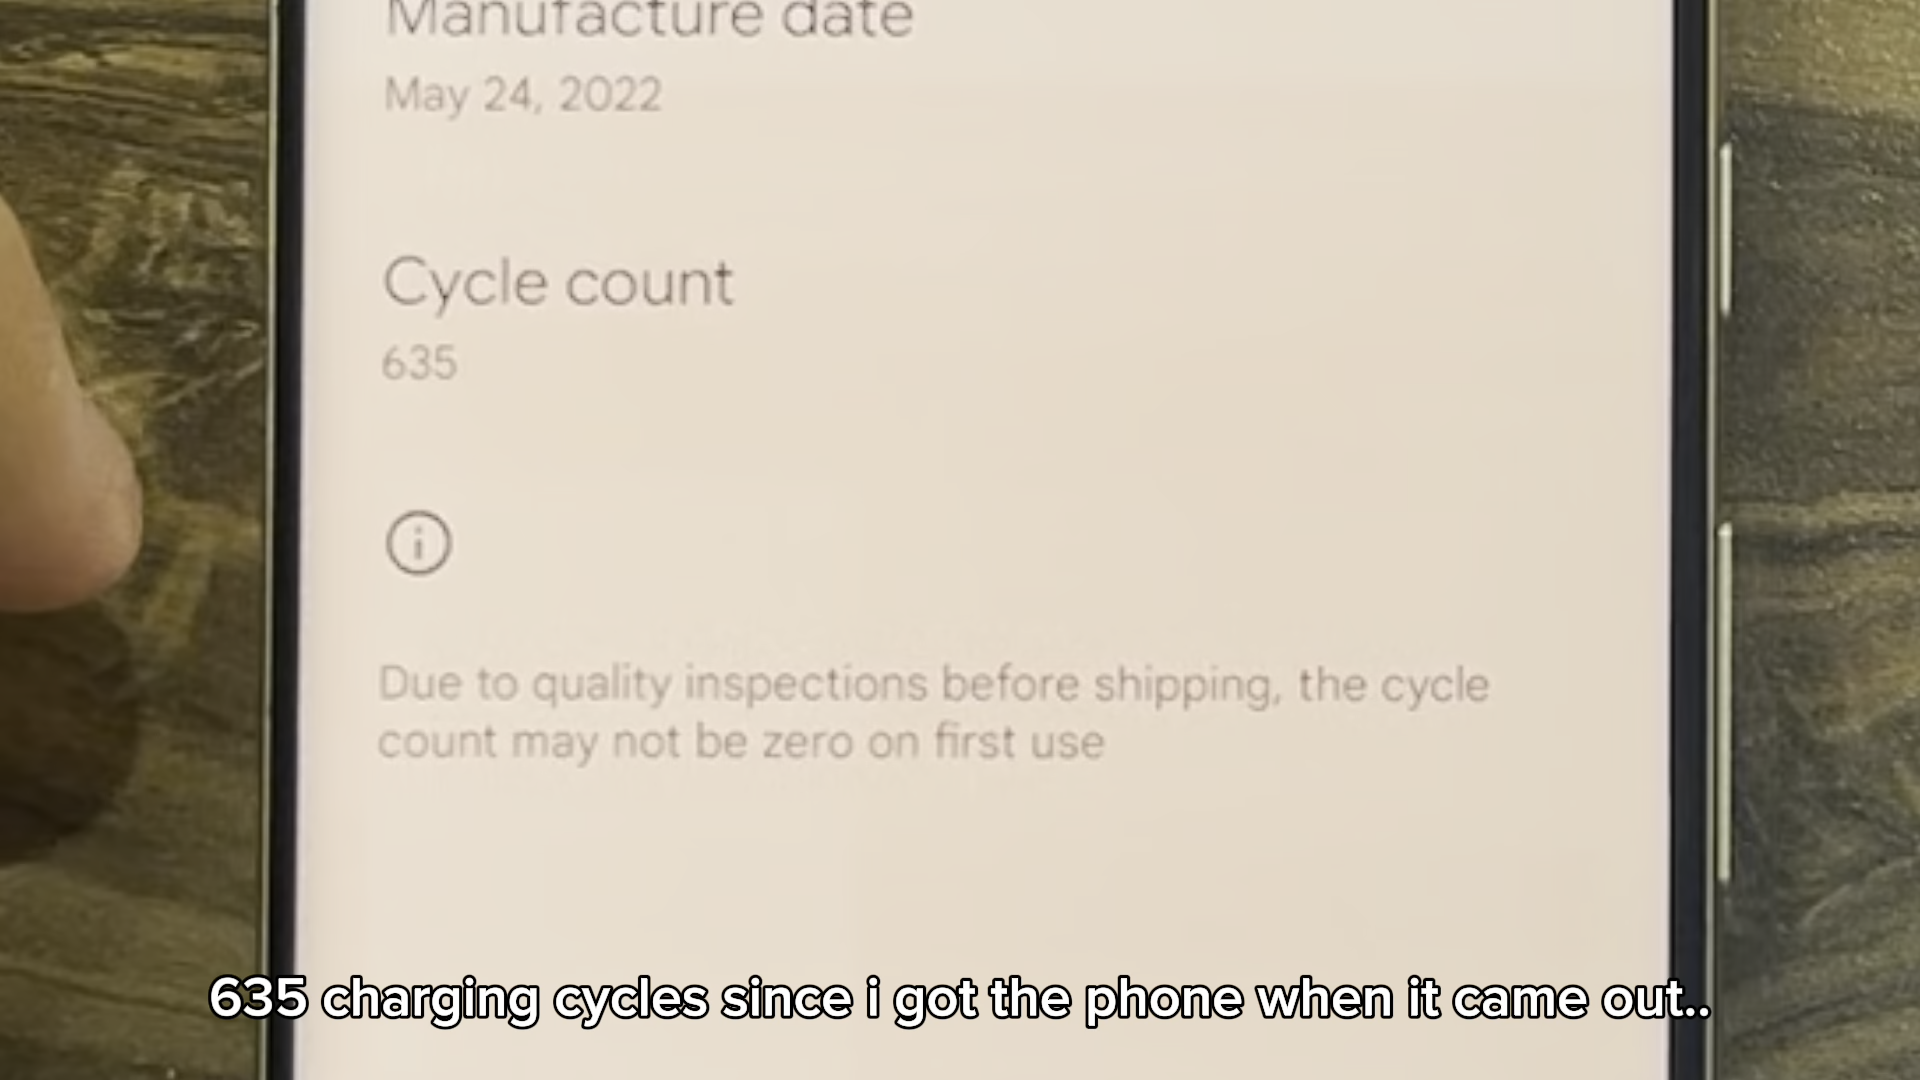 Manufacture date
May 24, 2022
Cycle count
635
Due to quality inspections before shipping, the cycle
count may not be zero on first use
635 charging cycles since i got the phone when it came out..